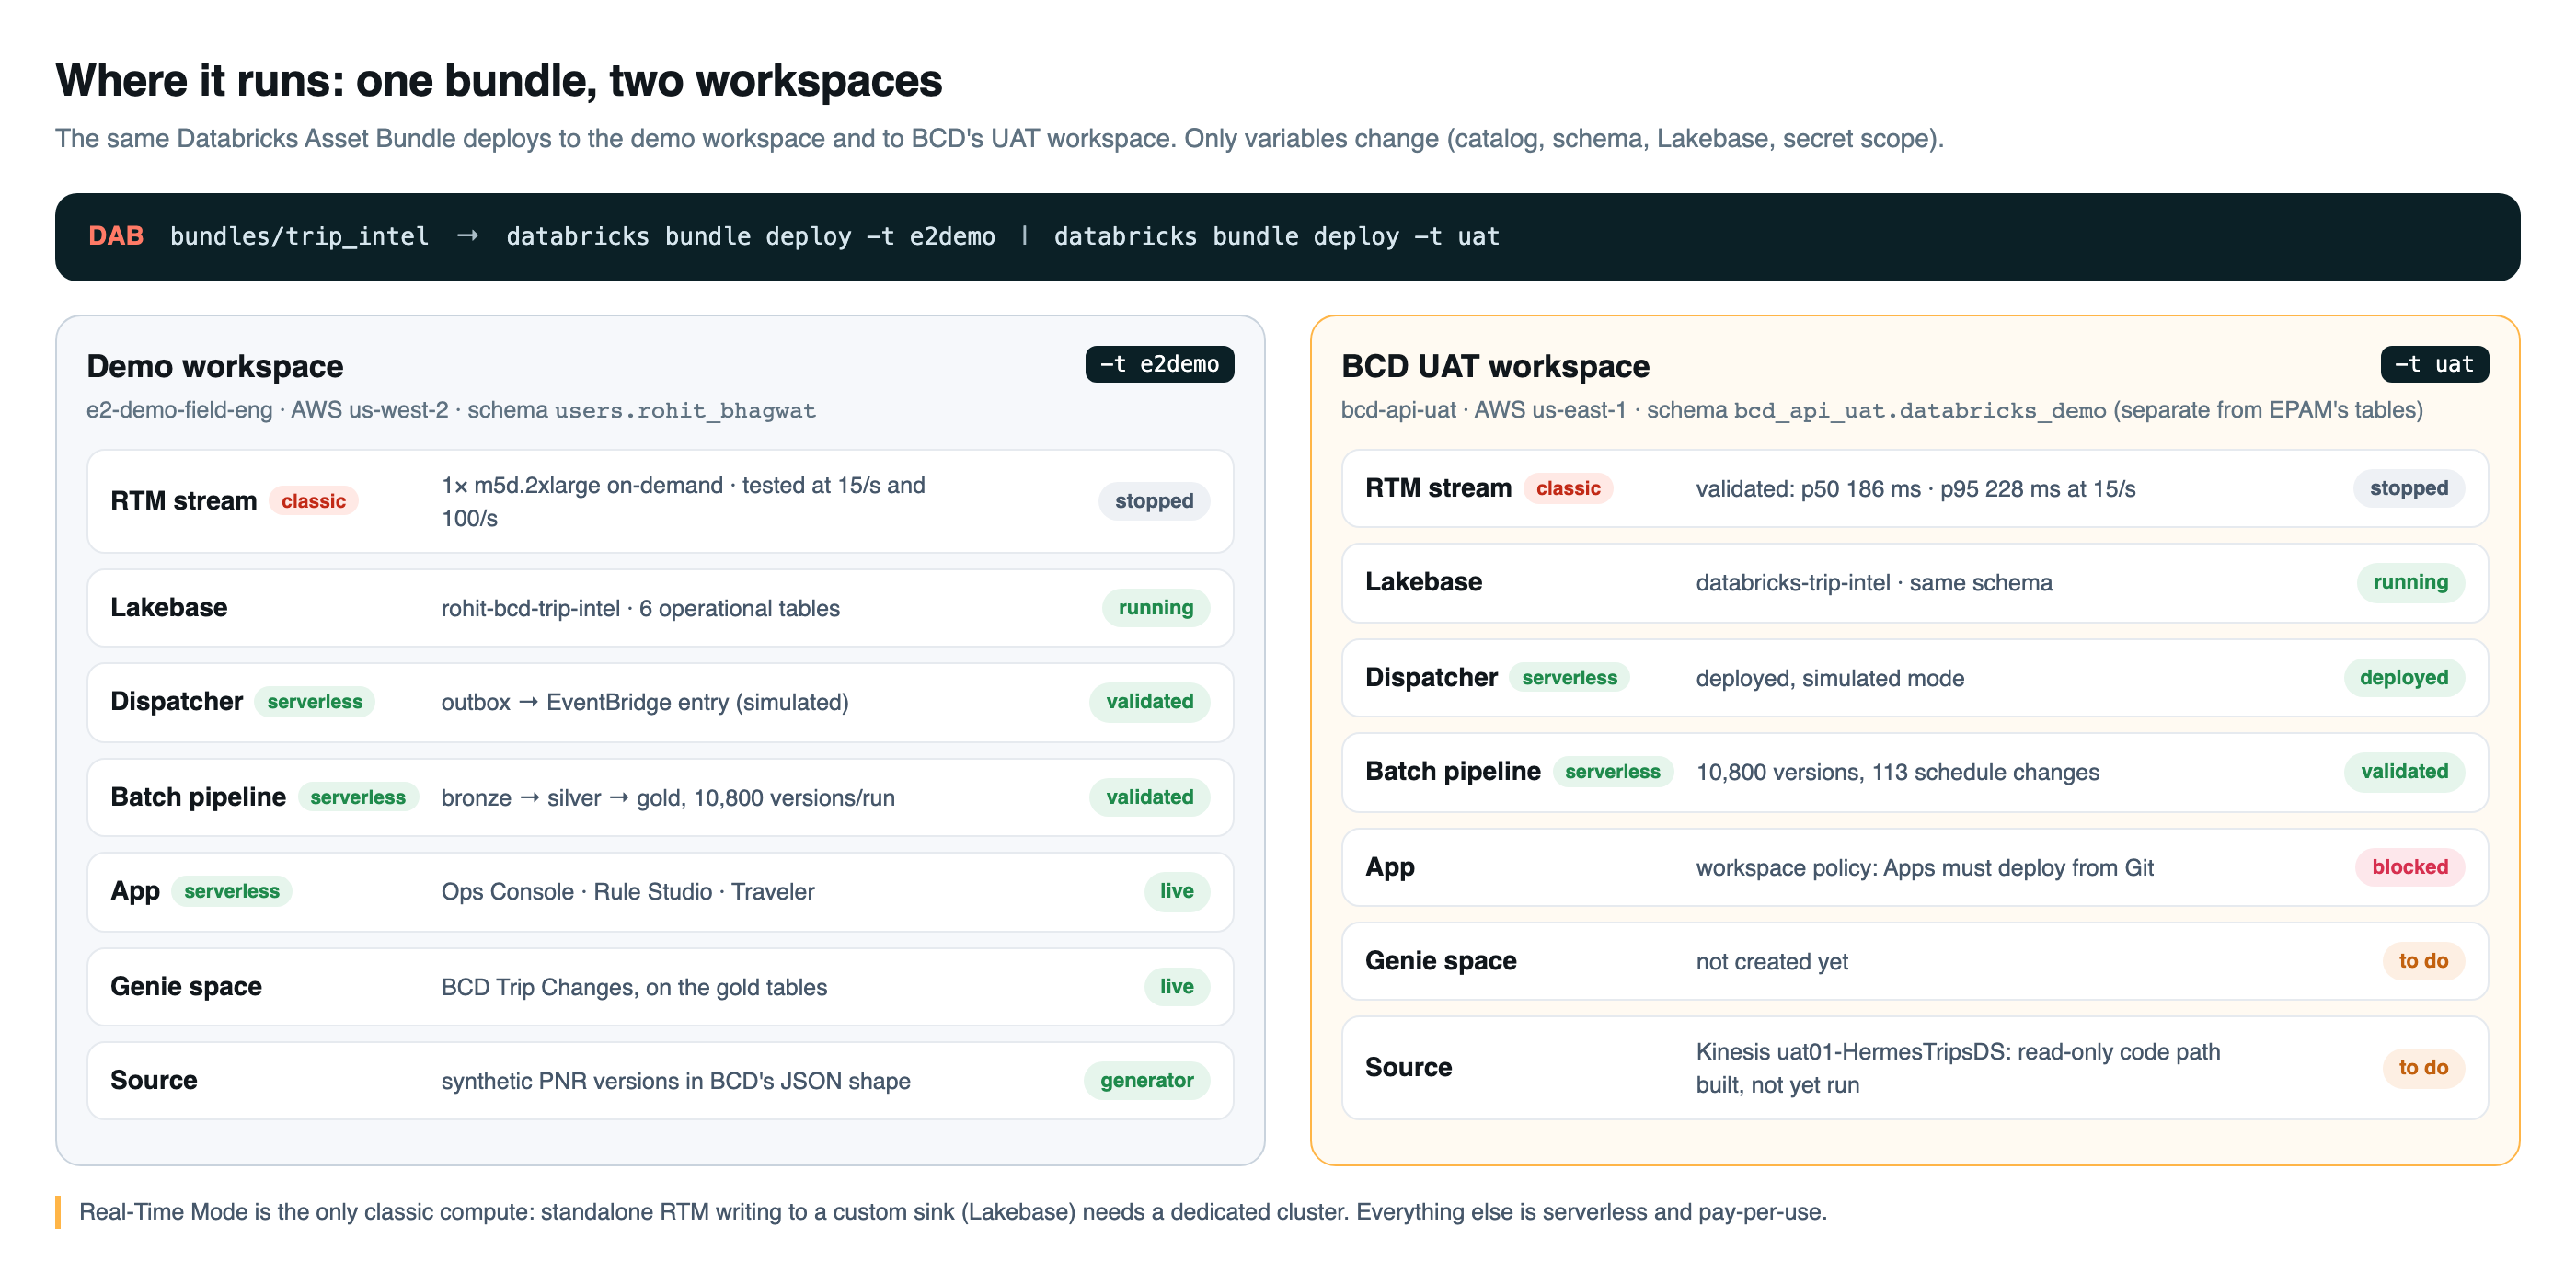 Where it runs: one bundle, two workspaces
The same Databricks Asset Bundle deploys to the demo workspace and to BCD's UAT workspace. Only variables change (catalog, schema, Lakebase, secret scope).
DAB bundles/trip_intel → databricks bundle deploy -t e2demo | databricks bundle deploy -t uat
Demo workspace -t e2demo
e2-demo-field-eng · AWS us-west-2 · schema users.rohit_bhagwat
RTM stream classic 1× m5d.2xlarge on-demand · tested at 15/s and
100/s stopped
Lakebase rohit-bcd-trip-intel · 6 operational tables running
Dispatcher serverless outbox → EventBridge entry (simulated) validated
Batch pipeline serverless bronze → silver → gold, 10,800 versions/run validated
App serverless Ops Console · Rule Studio · Traveler live
Genie space BCD Trip Changes, on the gold tables live
Source synthetic PNR versions in BCD's JSON shape generator
BCD UAT workspace -t uat
bcd-api-uat · AWS us-east-1 · schema bcd_api_uat.databricks_demo (separate from EPAM's tables)
RTM stream classic validated: p50 186 ms · p95 228 ms at 15/s stopped
Lakebase databricks-trip-intel · same schema running
Dispatcher serverless deployed, simulated mode deployed
Batch pipeline serverless 10,800 versions, 113 schedule changes validated
App workspace policy: Apps must deploy from Git blocked
Genie space not created yet to do
Source Kinesis uat01-HermesTripsDS: read-only code path
built, not yet run to do
Real-Time Mode is the only classic compute: standalone RTM writing to a custom sink (Lakebase) needs a dedicated cluster. Everything else is serverless and pay-per-use.